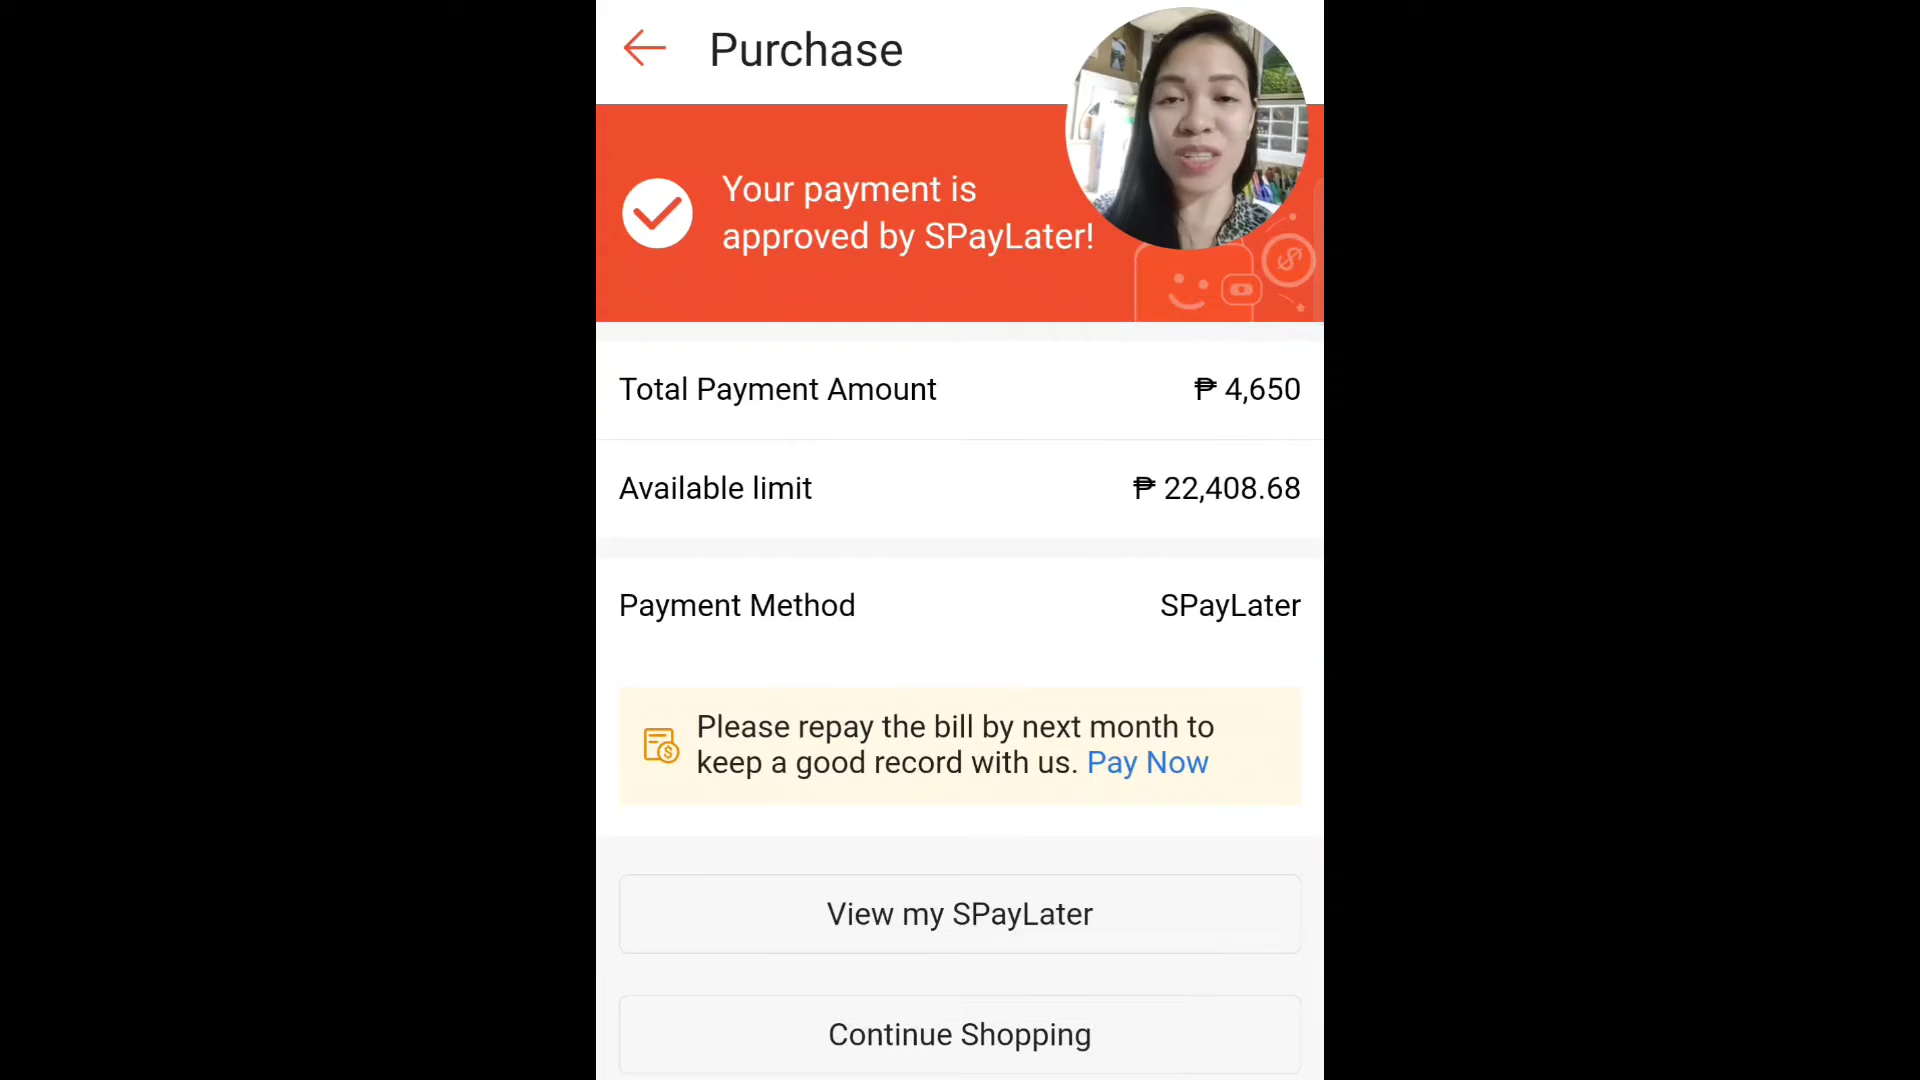 Purchase
Your payment is
approved by SPayLater!
Total Payment Amount ₱ 4,650
Available limit ₱ 22,408.68
Payment Method SPayLater
Please repay the bill by next month to
keep a good record with us. Pay Now
View my SPayLater
Continue Shopping